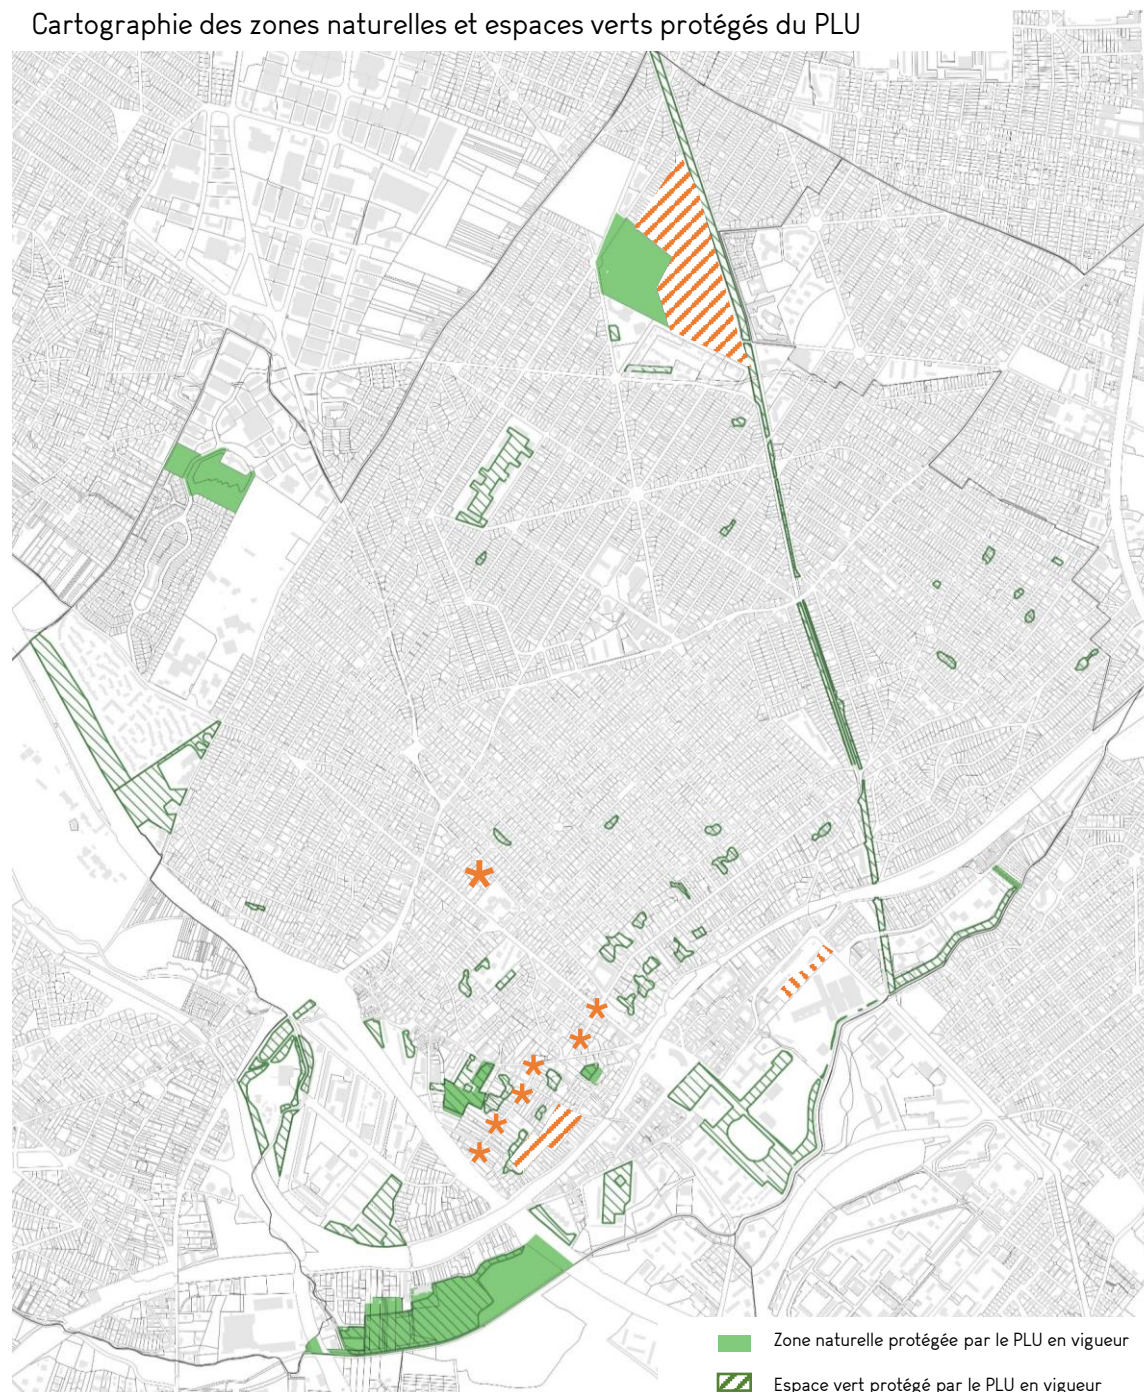 Cartographie des zones naturelles et espaces verts protégés du PLU
Zone naturelle protégée par le PLU en vigueur
Espace vert protégé par le PLU en vigueur